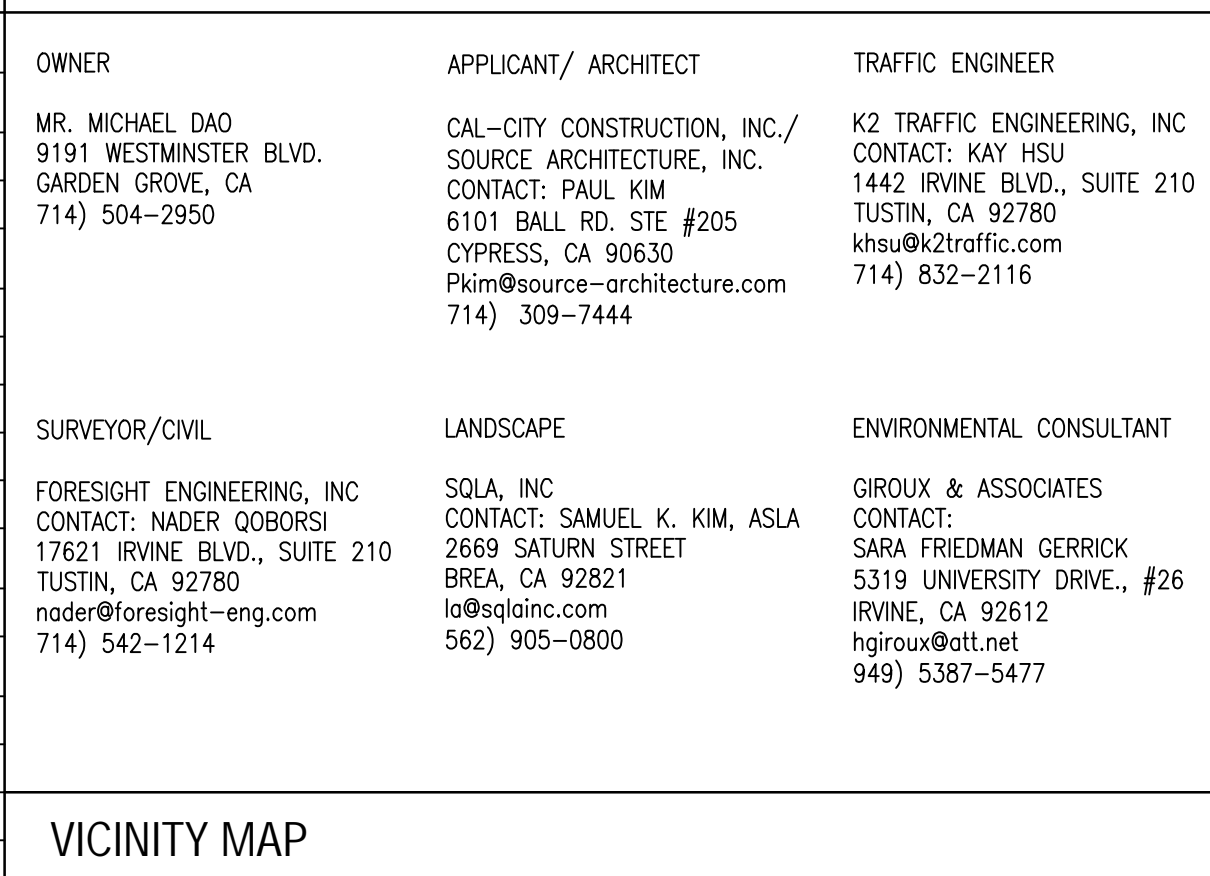 OWNER
MR. MICHAEL DAO
9191 WESTMINSTER BLVD.
GARDEN GROVE, CA
714) 504-2950
APPLICANT/ ARCHITECT
CAL-CITY CONSTRUCTION, INC./
SOURCE ARCHITECTURE, INC.
CONTACT: PAUL KIM
6101 BALL RD. STE #205
CYPRESS, CA 90630
Pkim@source-architecture.com
714) 309-7444
TRAFFIC ENGINEER
K2 TRAFFIC ENGINEERING, INC
CONTACT: KAY HSU
1442 IRVINE BLVD., SUITE 210
TUSTIN, CA 92780
khsu@k2traffic.com
714) 832-2116
SURVEYOR/CIVIL
FORESIGHT ENGINEERING, INC
CONTACT: NADER QOBORSI
17621 IRVINE BLVD., SUITE 210
TUSTIN, CA 92780
nader@foresight-eng.com
714) 542-1214
LANDSCAPE
SQLA, INC
CONTACT: SAMUEL K. KIM, ASLA
2669 SATURN STREET
BREA, CA 92821
la@sqlainc.com
562) 905-0800
ENVIRONMENTAL CONSULTANT
GIROUX & ASSOCIATES
CONTACT:
SARA FRIEDMAN GERRICK
5319 UNIVERSITY DRIVE., #26
IRVINE, CA 92612
hgiroux@att.net
949) 5387-5477
VICINITY MAP